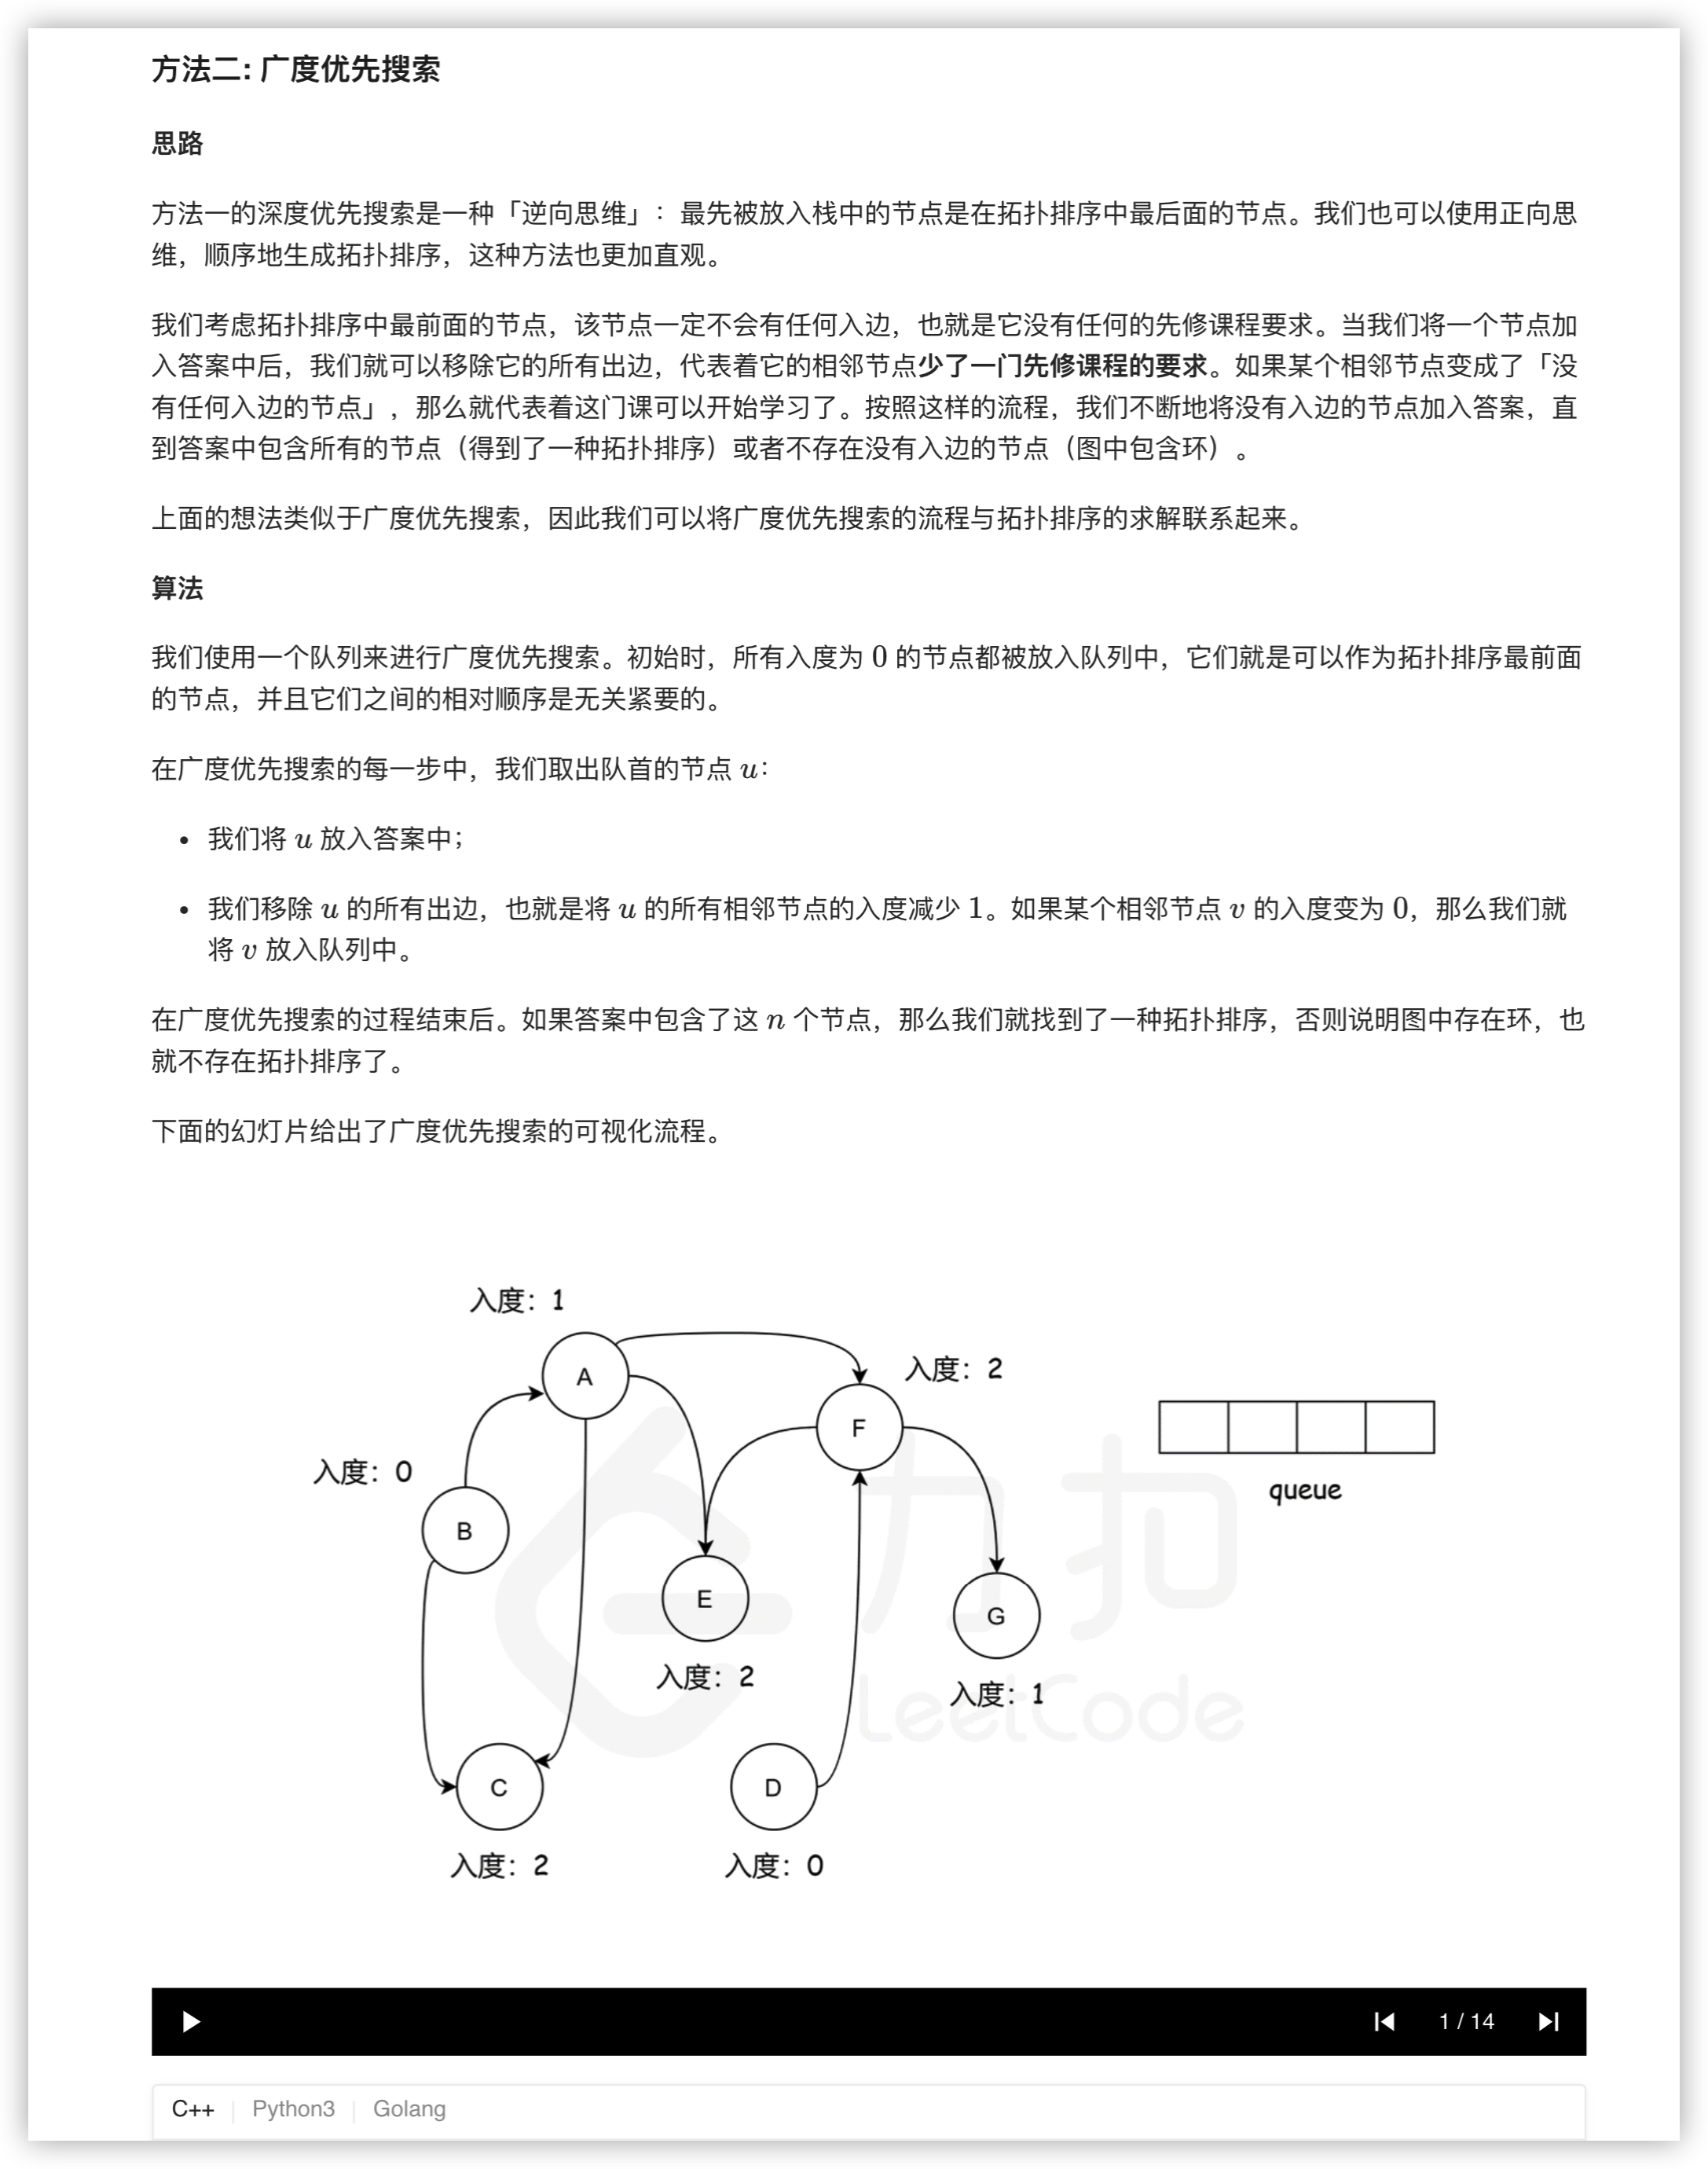 方法二: 广度优先搜索
思路
方法一的深度优先搜索是一种「逆向思维」：最先被放入栈中的节点是在拓扑排序中最后面的节点。我们也可以使用正向思
维，顺序地生成拓扑排序，这种方法也更加直观。
我们考虑拓扑排序中最前面的节点，该节点一定不会有任何入边，也就是它没有任何的先修课程要求。当我们将一个节点加
入答案中后，我们就可以移除它的所有出边，代表着它的相邻节点少了一门先修课程的要求。如果某个相邻节点变成了「没
有任何入边的节点」，那么就代表着这门课可以开始学习了。按照这样的流程，我们不断地将没有入边的节点加入答案，直
到答案中包含所有的节点（得到了一种拓扑排序）或者不存在没有入边的节点（图中包含环）。
上面的想法类似于广度优先搜索，因此我们可以将广度优先搜索的流程与拓扑排序的求解联系起来。
算法
我们使用一个队列来进行广度优先搜索。初始时，所有入度为 0 的节点都被放入队列中，它们就是可以作为拓扑排序最前面
的节点，并且它们之间的相对顺序是无关紧要的。
在广度优先搜索的每一步中，我们取出队首的节点 u：
• 我们将 u 放入答案中；
• 我们移除 u 的所有出边，也就是将 u 的所有相邻节点的入度减少 1。如果某个相邻节点 v 的入度变为 0，那么我们就
将 v 放入队列中。
在广度优先搜索的过程结束后。如果答案中包含了这 n 个节点，那么我们就找到了一种拓扑排序，否则说明图中存在环，也
就不存在拓扑排序了。
下面的幻灯片给出了广度优先搜索的可视化流程。
入度：1
A
入度：2
F
入度：0
queue
B
E
G
入度：2
入度：1
力扣
LeetCode
C
D
入度：2
入度：0
1 / 14
C++
Python3
Golang